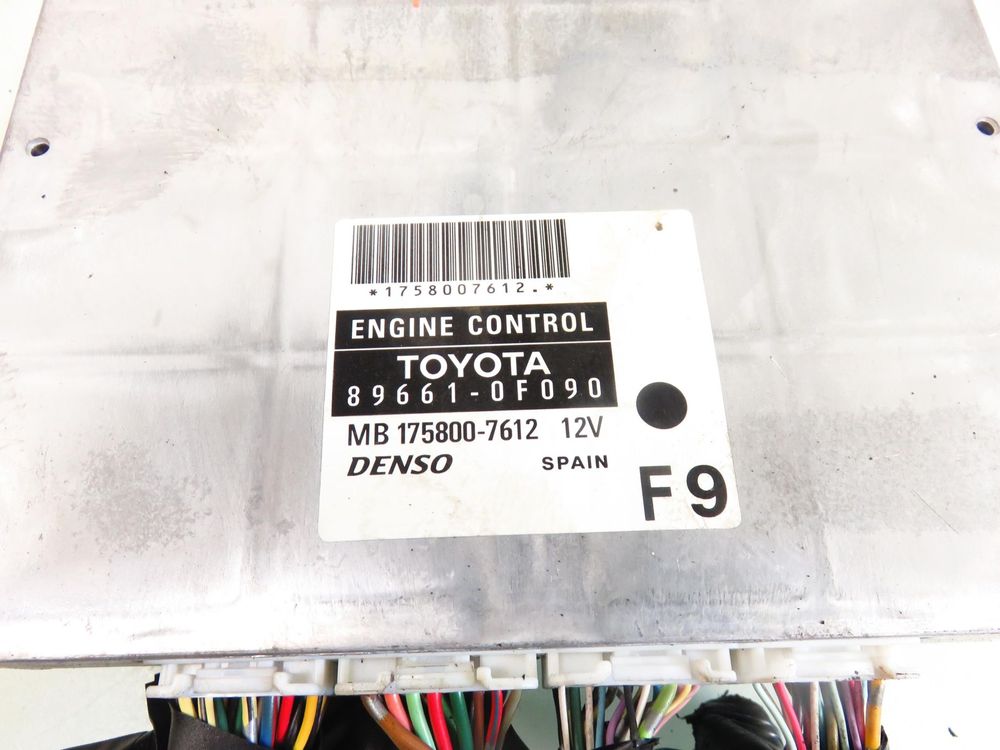 *1758007612.*
ENGINE CONTROL
TOYOTA
89661-0F090
MB 175800-7612 12V
DENSO SPAIN
F9